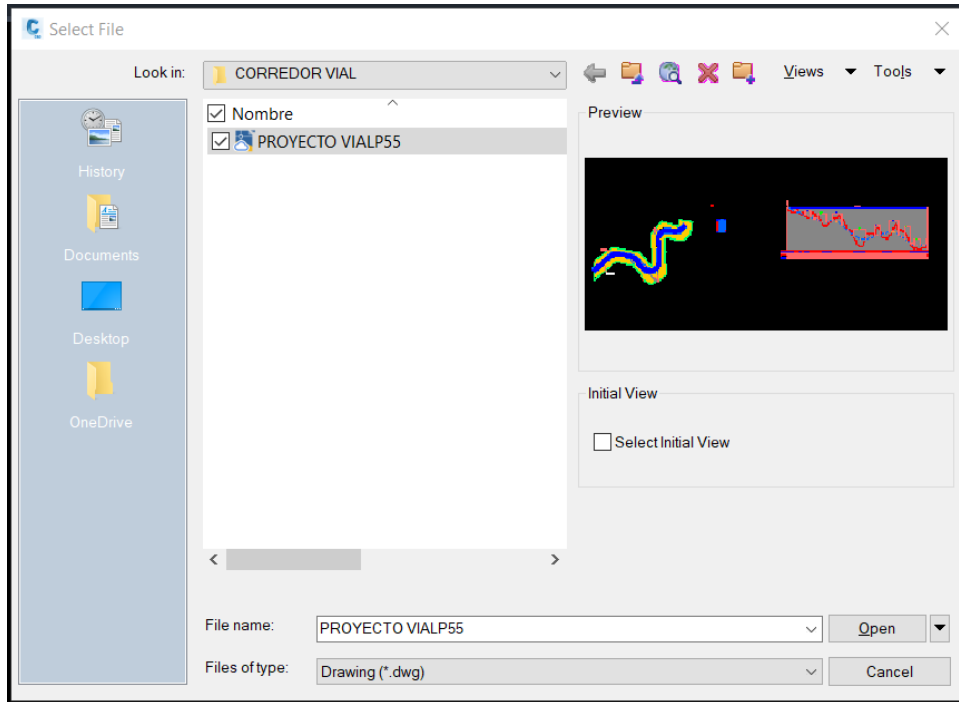 Select File
Look in:
CORREDOR VIAL
Views
Tools
Nombre
PROYECTO VIALP55
History
Documents
Desktop
OneDrive
Preview
Initial View
Select Initial View
File name:
PROYECTO VIALP55
Open
Files of type:
Drawing (*.dwg)
Cancel